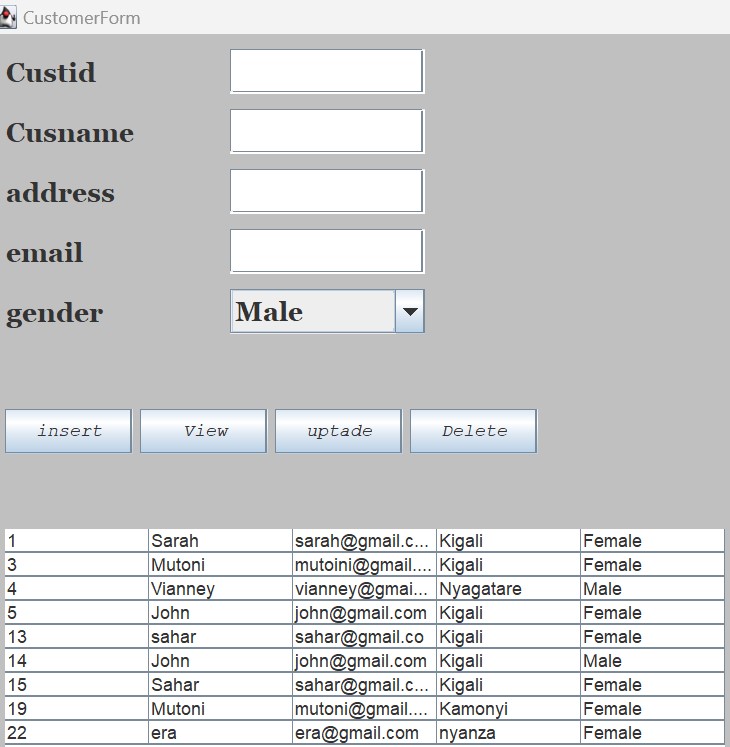 CustomerForm
Custid
Cusname
address
email
gender Male
insert View uptade Delete
1 Sarah sarah@gmail.c... Kigali Female
3 Mutoni mutoini@gmail.... Kigali Female
4 Vianney vianney@gmai... Nyagatare Male
5 John john@gmail.com Kigali Female
13 sahar sahar@gmail.co Kigali Female
14 John john@gmail.com Kigali Male
15 Sahar sahar@gmail.c... Kigali Female
19 Mutoni mutoni@gmail.... Kamonyi Female
22 era era@gmail.com nyanza Female